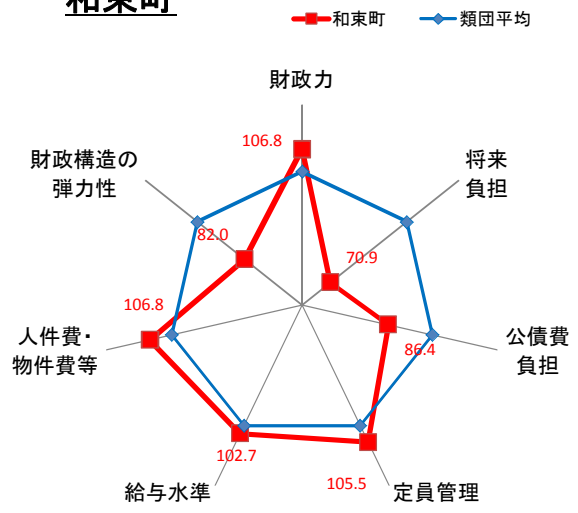 和束町
和束町
類団平均
財政力
106.8
将来
負担
70.9
公債費
負担
86.4
定員管理
105.5
給与水準
102.7
人件費・
物件費等
106.8
財政構造の
弾力性
82.0